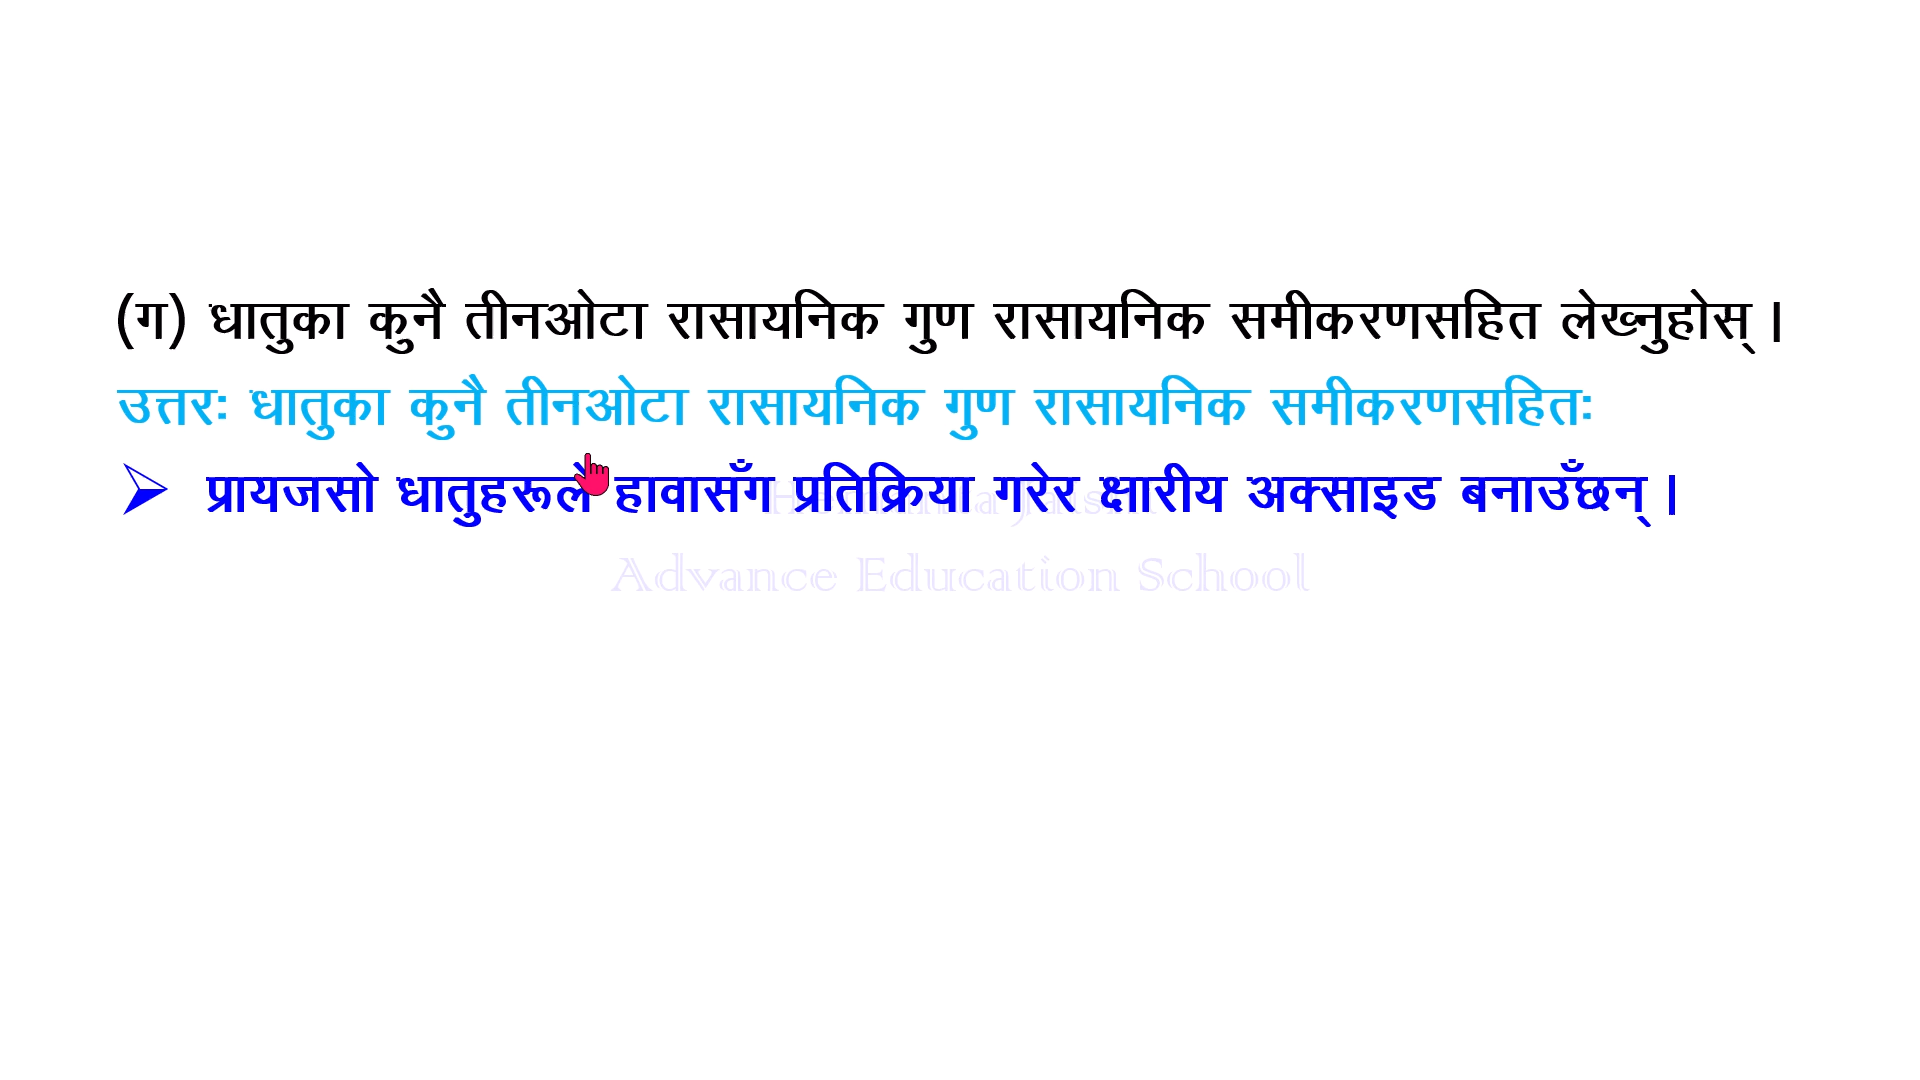 (ग) धातुका कुनै तीनओटा रासायनिक गुण रासायनिक समीकरणसहित लेख्नुहोस् ।
उत्तरः धातुका कुनै तीनओटा रासायनिक गुण रासायनिक समीकरणसहितः
➢ प्रायजसो धातुहरूले हावासँग प्रतिक्रिया गरेर क्षारीय अक्साइड बनाउँछन् ।
Advance Education School